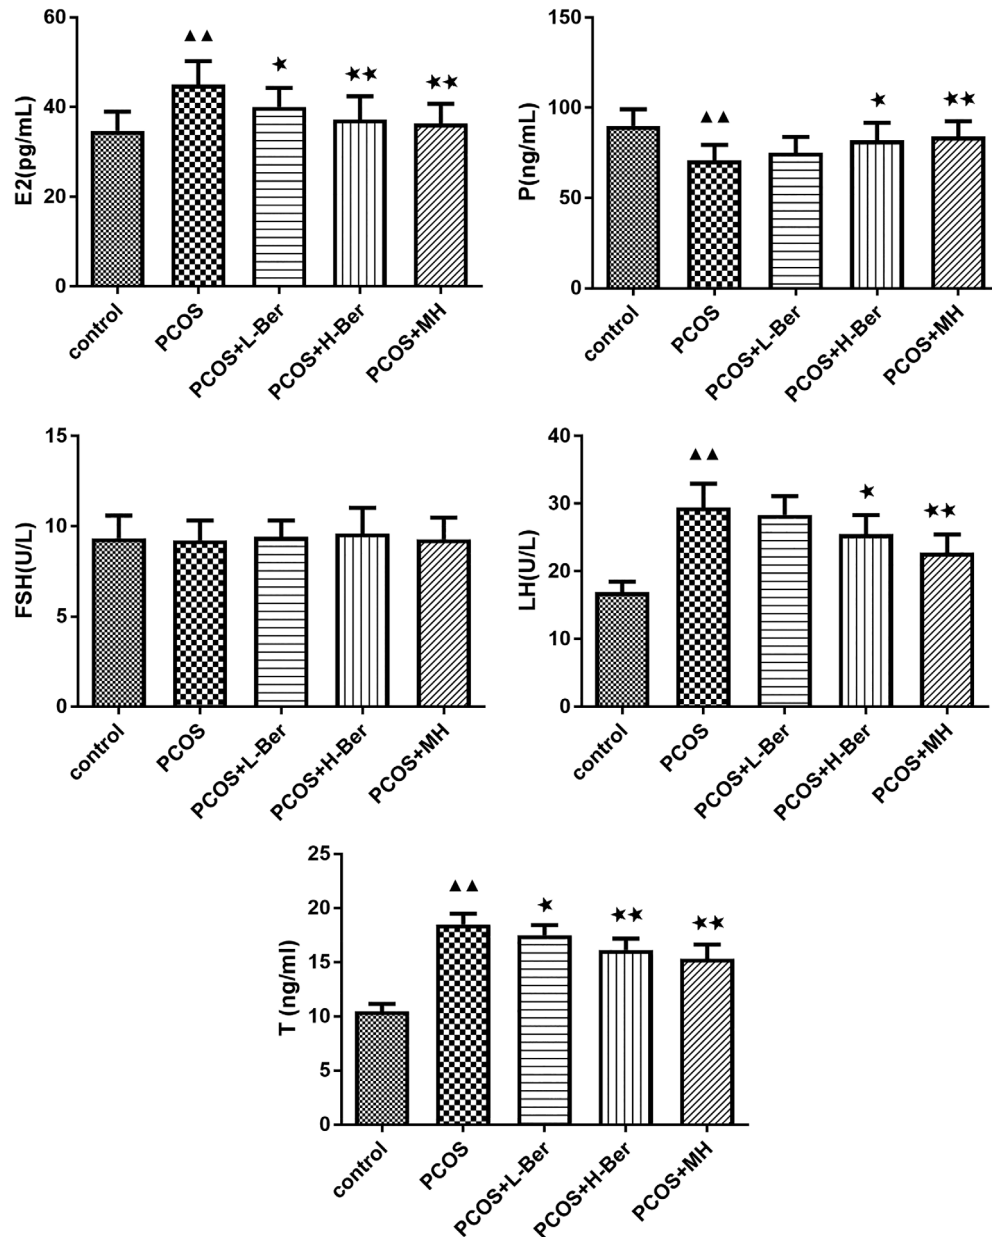 E2(pg/mL)
60
40
20
0
▲▲
★
★★
★★
control
PCOS
PCOS+L-Ber
PCOS+H-Ber
PCOS+MH
P(ng/mL)
150
100
50
0
▲▲
★
★★
control
PCOS
PCOS+L-Ber
PCOS+H-Ber
PCOS+MH
FSH(U/L)
15
10
5
0
control
PCOS
PCOS+L-Ber
PCOS+H-Ber
PCOS+MH
LH(U/L)
40
30
20
10
0
▲▲
★
★★
control
PCOS
PCOS+L-Ber
PCOS+H-Ber
PCOS+MH
T (ng/ml)
25
20
15
10
5
0
▲▲
★
★★
★★
control
PCOS
PCOS+L-Ber
PCOS+H-Ber
PCOS+MH